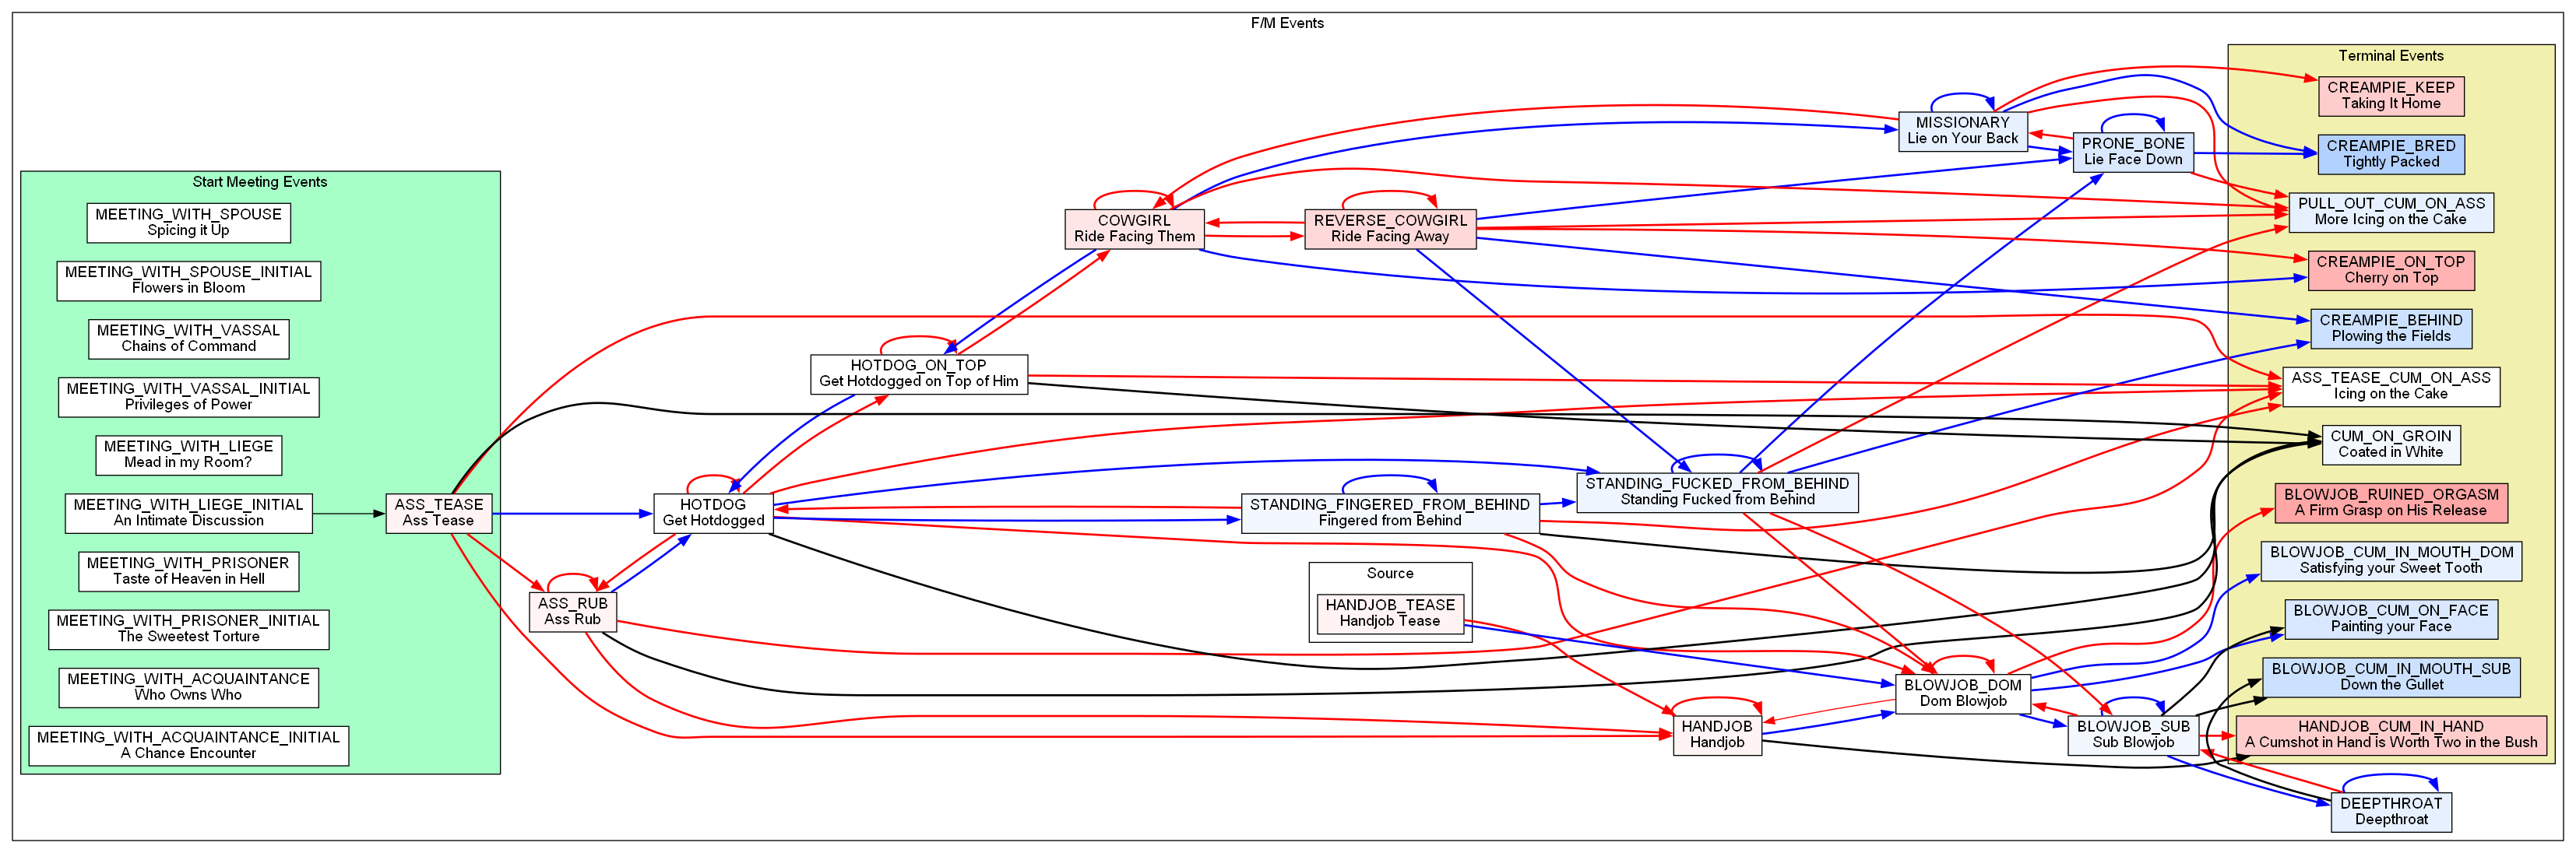 F/M Events
Start Meeting Events
MEETING_WITH_SPOUSE
Spicing it Up
MEETING_WITH_SPOUSE_INITIAL
Flowers in Bloom
MEETING_WITH_VASSAL
Chains of Command
MEETING_WITH_VASSAL_INITIAL
Privileges of Power
MEETING_WITH_LIEGE
Mead in my Room?
MEETING_WITH_LIEGE_INITIAL
An Intimate Discussion
MEETING_WITH_PRISONER
Taste of Heaven in Hell
MEETING_WITH_PRISONER_INITIAL
The Sweetest Torture
MEETING_WITH_ACQUAINTANCE
Who Owns Who
MEETING_WITH_ACQUAINTANCE_INITIAL
A Chance Encounter
ASS_TEASE
Ass Tease
ASS_RUB
Ass Rub
HOTDOG
Get Hotdogged
HOTDOG_ON_TOP
Get Hotdogged on Top of Him
COWGIRL
Ride Facing Them
REVERSE_COWGIRL
Ride Facing Away
STANDING_FINGERED_FROM_BEHIND
Fingered from Behind
Source
HANDJOB_TEASE
Handjob Tease
STANDING_FUCKED_FROM_BEHIND
Standing Fucked from Behind
HANDJOB
Handjob
MISSIONARY
Lie on Your Back
BLOWJOB_DOM
Dom Blowjob
PRONE_BONE
Lie Face Down
BLOWJOB_SUB
Sub Blowjob
Terminal Events
CREAMPIE_KEEP
Taking It Home
CREAMPIE_BRED
Tightly Packed
PULL_OUT_CUM_ON_ASS
More Icing on the Cake
CREAMPIE_ON_TOP
Cherry on Top
CREAMPIE_BEHIND
Plowing the Fields
ASS_TEASE_CUM_ON_ASS
Icing on the Cake
CUM_ON_GROIN
Coated in White
BLOWJOB_RUINED_ORGASM
A Firm Grasp on His Release
BLOWJOB_CUM_IN_MOUTH_DOM
Satisfying your Sweet Tooth
BLOWJOB_CUM_ON_FACE
Painting your Face
BLOWJOB_CUM_IN_MOUTH_SUB
Down the Gullet
HANDJOB_CUM_IN_HAND
A Cumshot in Hand is Worth Two in the Bush
DEEPTHROAT
Deepthroat